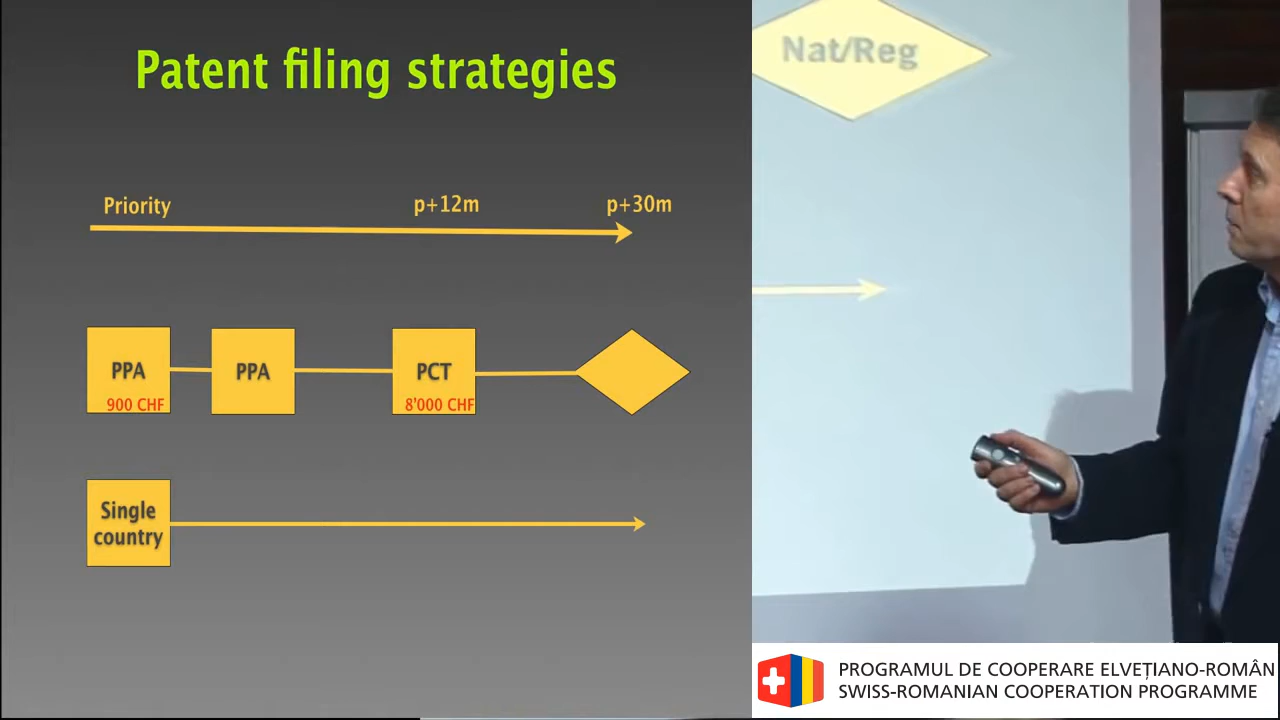 Patent filing strategies
Priority
p+12m
p+30m
PPA
900 CHF
PPA
PCT
8'000 CHF
Single
country
Nat/Reg
PROGRAMUL DE COOPERARE ELVEȚIANO-ROMÂN
SWISS-ROMANIAN COOPERATION PROGRAMME